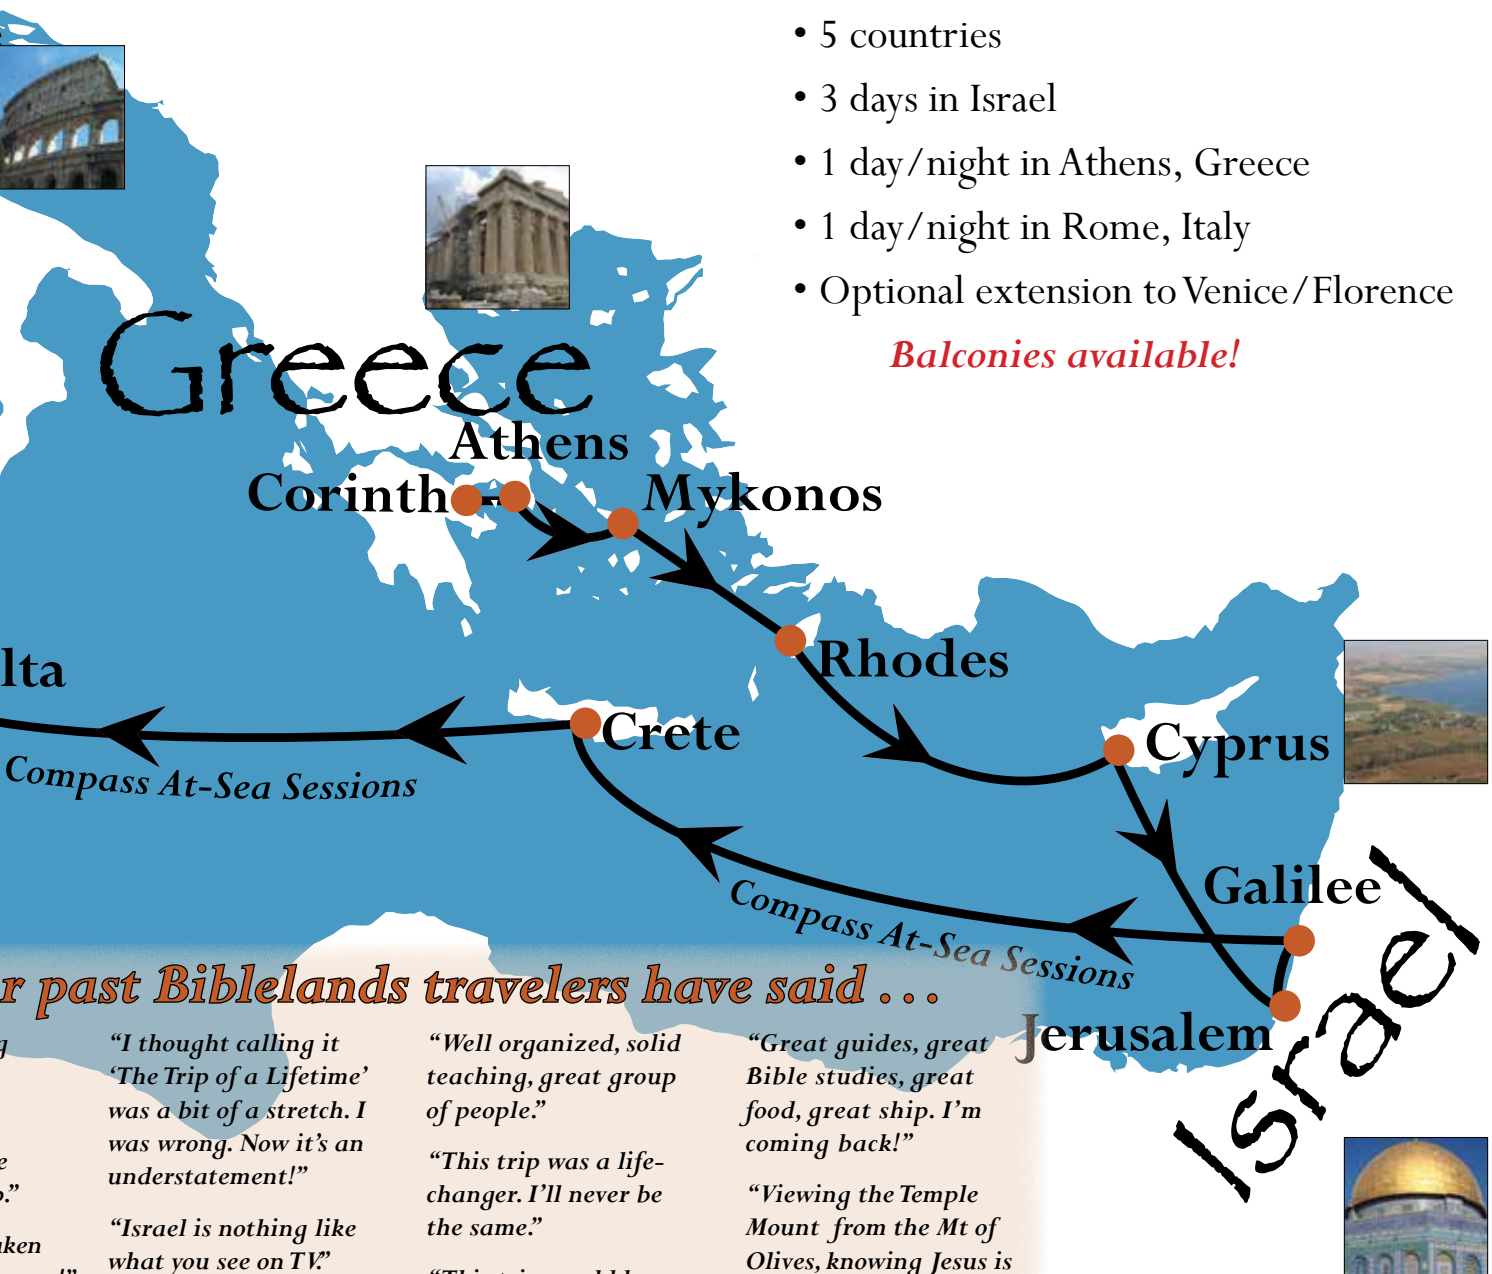 • 5 countries
• 3 days in Israel
• 1 day/night in Athens, Greece
• 1 day/night in Rome, Italy
• Optional extension to Venice/Florence
Balconies available!
Greece
Athens
Corinth
Mykonos
Rhodes
lta
Crete
Cyprus
Compass At-Sea Sessions
Galilee
Compass At-Sea Sessions
Israel
Jerusalem
r past Biblelands travelers have said . . .
“I thought calling it
‘The Trip of a Lifetime’
was a bit of a stretch. I
was wrong. Now it’s an
understatement!”
“Israel is nothing like
what you see on TV.”
“Well organized, solid
teaching, great group
of people.”
“This trip was a life-
changer. I’ll never be
the same.”
“Great guides, great
Bible studies, great
food, great ship. I’m
coming back!”
“Viewing the Temple
Mount from the Mt of
Olives, knowing Jesus is